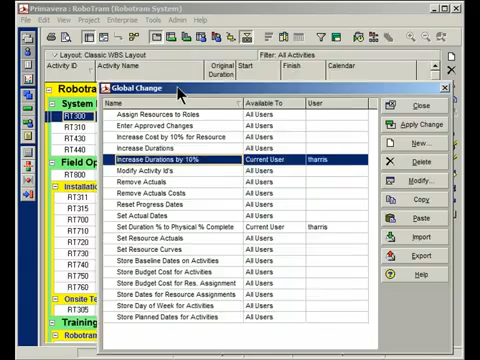 Primavera: RoboTram (Robotram System)
File Edit View Project Enterprise Tools Admin Help
Layout: Classic WBS Layout Filter: All Activities
Activity ID Activity Name Original Duration Start Finish Calendar
Robotra
System
RT300
RT310
RT430
RT440
Field Op
RT800
Installatio
RT311
RT315
RT700
RT710
RT720
RT730
RT740
RT750
RT760
Onsite Te
RT305
Training
Robotram
Global Change
Name Available To User
Assign Resources to Roles All Users
Enter Approved Changes All Users
Increase Cost by 10% for Resource All Users
Increase Durations All Users
Increase Durations by 10% Current User tharris
Modify Activity Id's All Users
Remove Actuals All Users
Remove Actuals Costs All Users
Reset Progress Dates All Users
Set Actual Dates All Users
Set Duration % to Physical % Complete Current User tharris
Set Resource Actuals All Users
Set Resource Curves All Users
Store Baseline Dates on Activities All Users
Store Budget Cost for Activities All Users
Store Budget Cost for Res. Assignment All Users
Store Dates for Resource Assignments All Users
Store Day of Week for Activities All Users
Store Planned Dates for Activities All Users
Close
Apply Change
New...
Delete
Modify...
Copy
Paste
Import
Export
Help